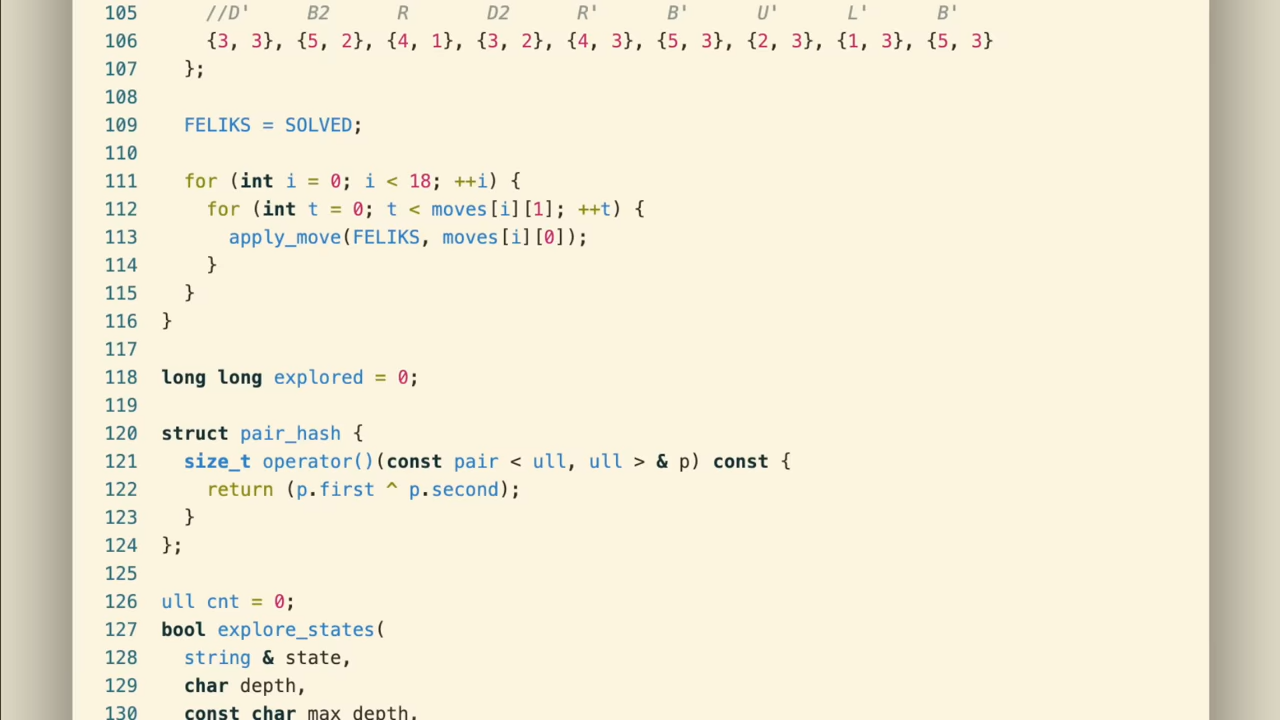 105 //D' B2 R D2 R' B' U' L' B'
106 {3, 3}, {5, 2}, {4, 1}, {3, 2}, {4, 3}, {5, 3}, {2, 3}, {1, 3}, {5, 3}
107 };
108
109 FELIKS = SOLVED;
110
111 for (int i = 0; i < 18; ++i) {
112 for (int t = 0; t < moves[i][1]; ++t) {
113 apply_move(FELIKS, moves[i][0]);
114 }
115 }
116 }
117
118 long long explored = 0;
119
120 struct pair_hash {
121 size_t operator()(const pair < ull, ull > & p) const {
122 return (p.first ^ p.second);
123 }
124 };
125
126 ull cnt = 0;
127 bool explore_states(
128 string & state,
129 char depth,
130 const char max_depth,